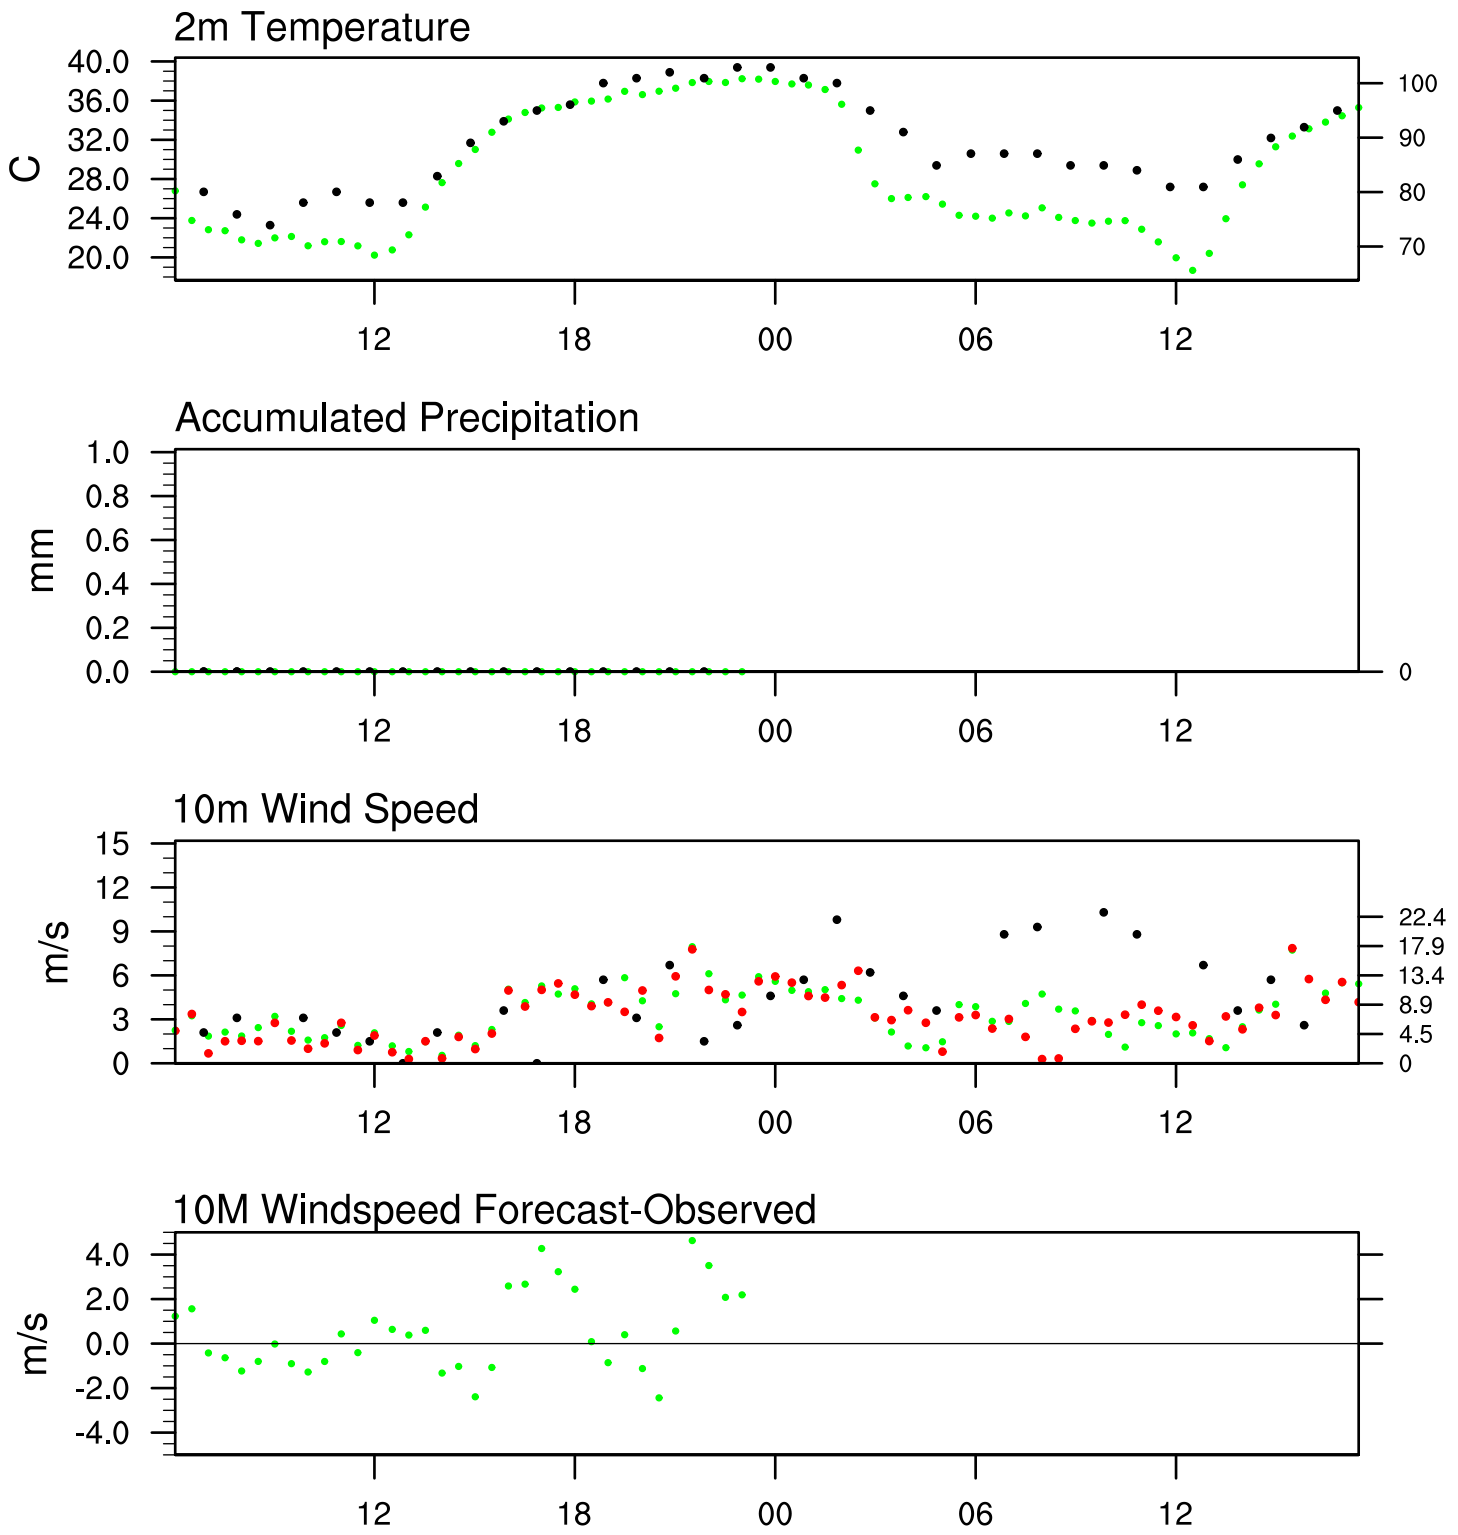 2m Temperature
40.0
36.0
32.0
28.0
24.0
20.0
C
100
90
80
70
12 18 00 06 12
Accumulated Precipitation
1.0
0.8
0.6
0.4
0.2
0.0
mm
0
12 18 00 06 12
10m Wind Speed
15
12
9
6
3
0
m/s
22.4
17.9
13.4
8.9
4.5
0
12 18 00 06 12
10M Windspeed Forecast-Observed
4.0
2.0
0.0
-2.0
-4.0
m/s
12 18 00 06 12